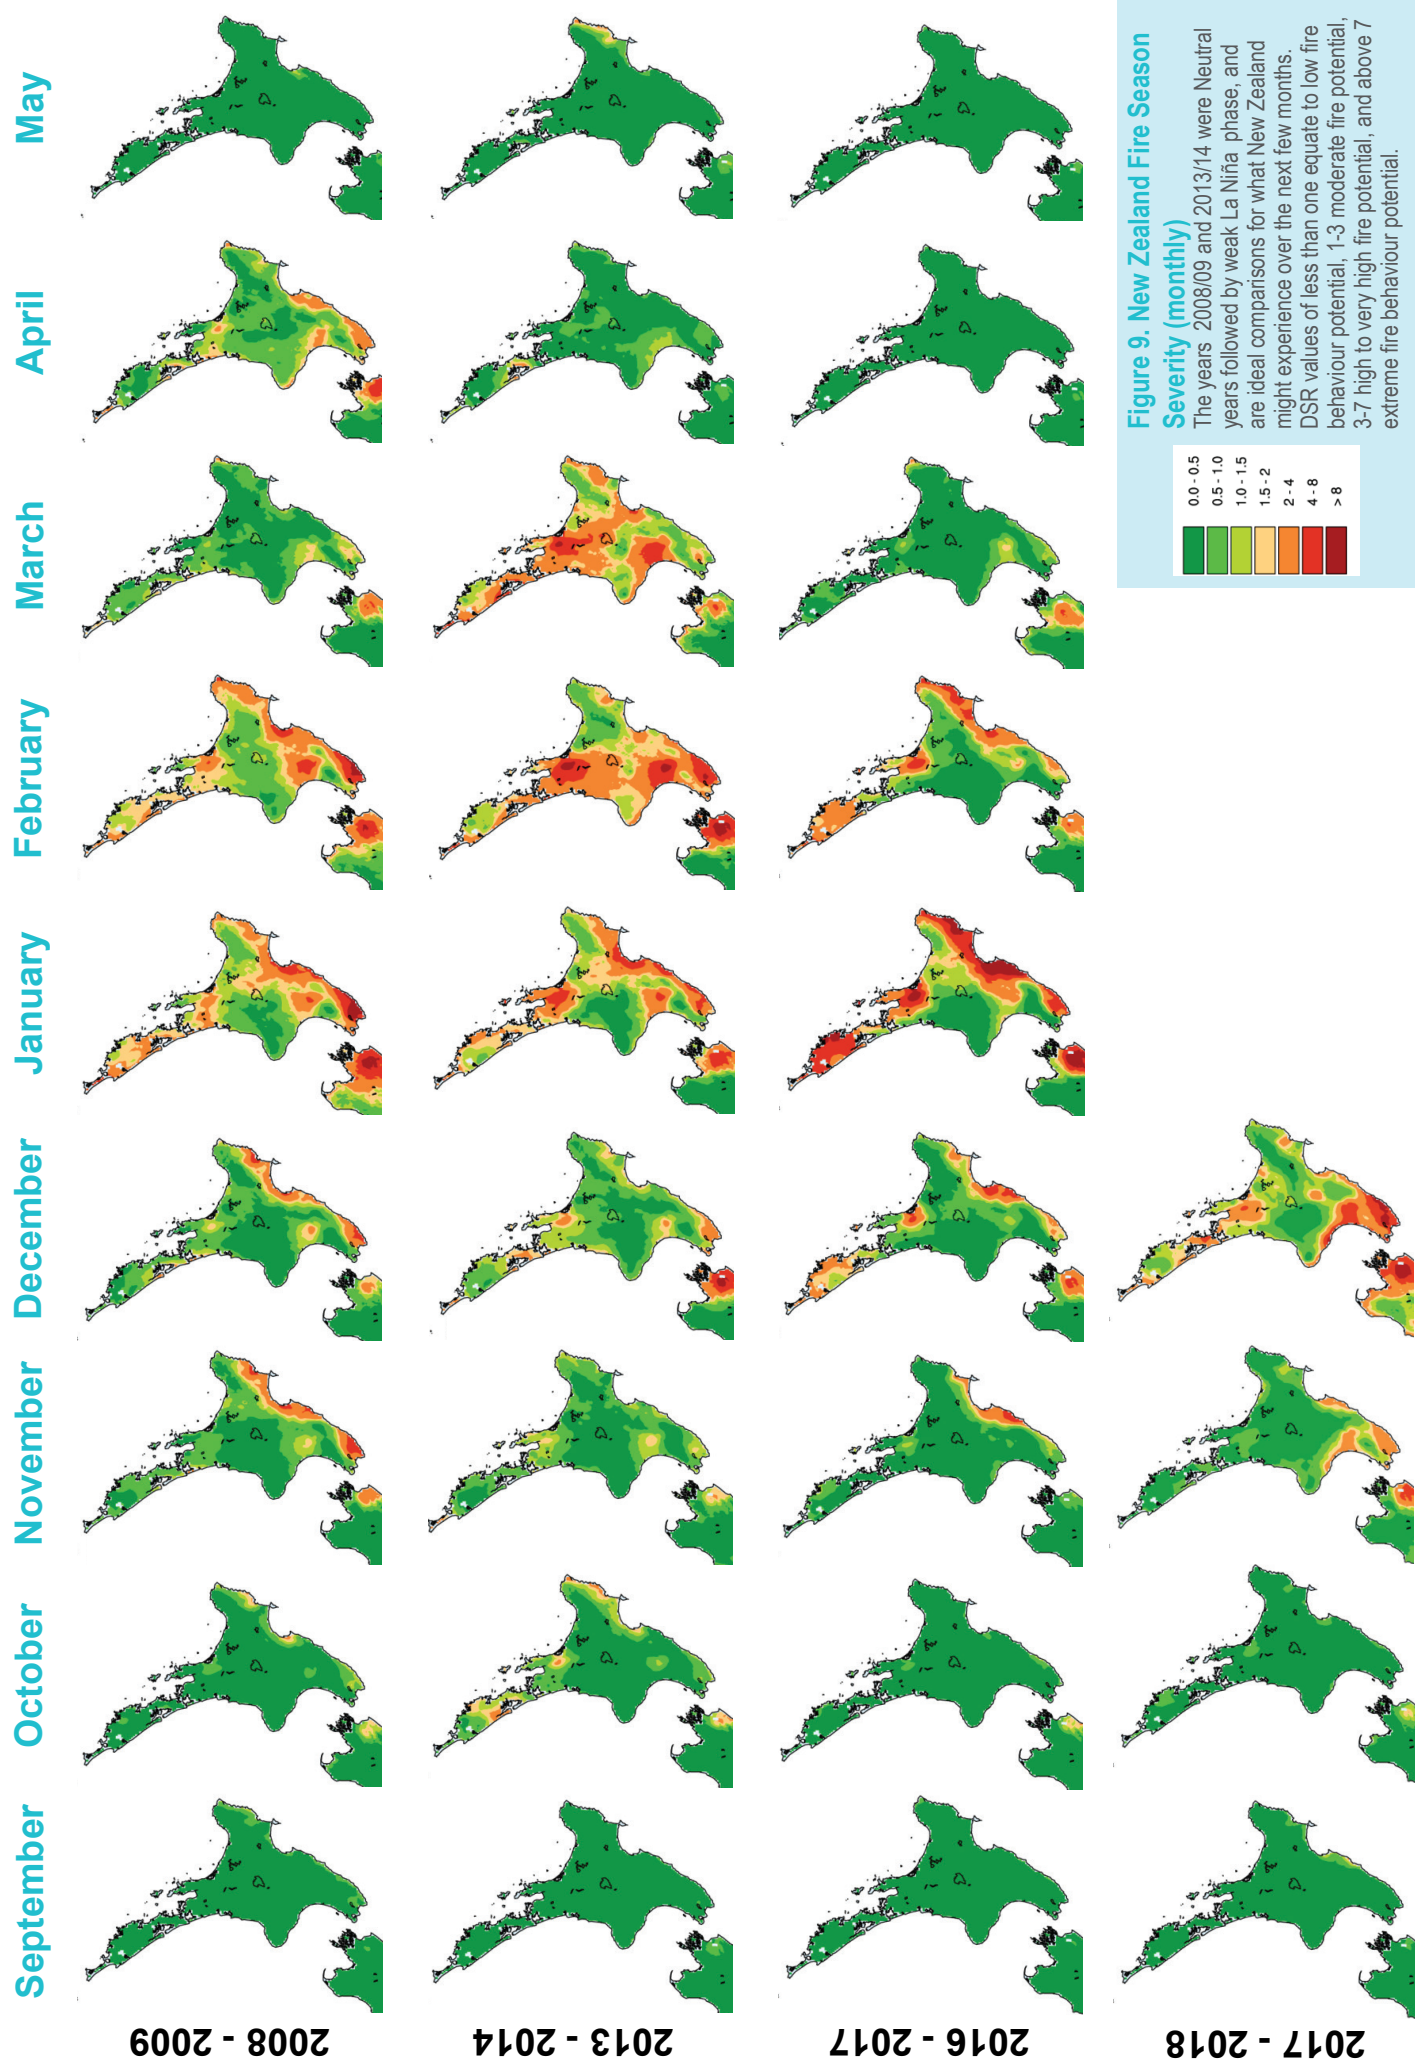 September
October
November
December
January
February
March
April
May
2008 - 2009
2013 - 2014
2016 - 2017
2017 - 2018
0.0 - 0.5
0.5 - 1.0
1.0 - 1.5
1.5 - 2
2 - 4
4 - 8
> 8
Figure 9. New Zealand Fire Season
Severity (monthly)
The years 2008/09 and 2013/14 were Neutral
years followed by weak La Niña phase, and
are ideal comparisons for what New Zealand
might experience over the next few months.
DSR values of less than one equate to low fire
behaviour potential, 1-3 moderate fire potential,
3-7 high to very high fire potential, and above 7
extreme fire behaviour potential.